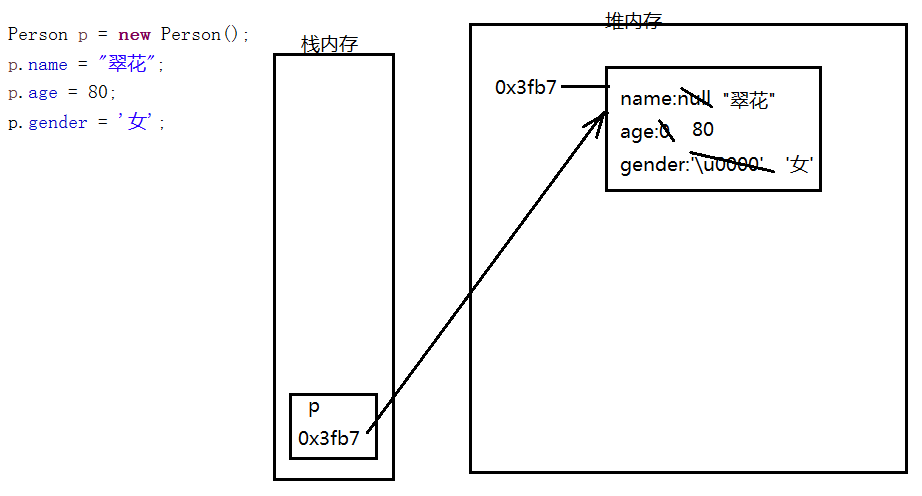 Person p = new Person();
p.name = "翠花";
p.age = 80;
p.gender = '女';
栈内存
p
0x3fb7
堆内存
0x3fb7
name:null "翠花"
age:0 80
gender:'\u0000' '女'